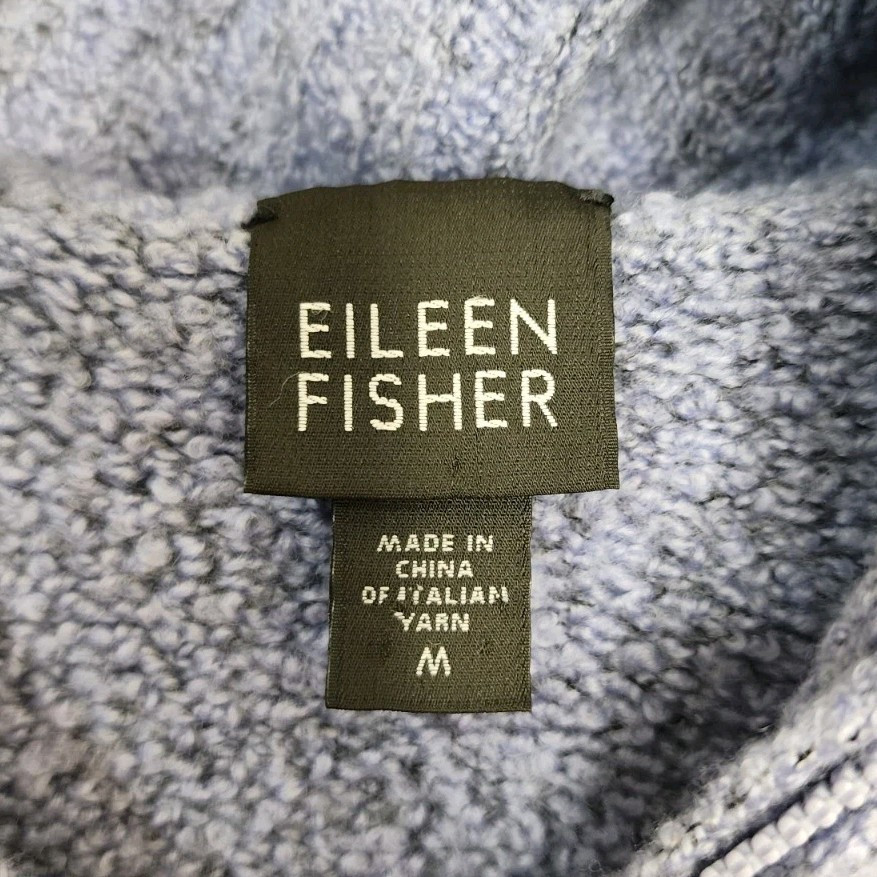 EILEEN
FISHER
MADE IN
CHINA
OF ITALIAN
YARN
M